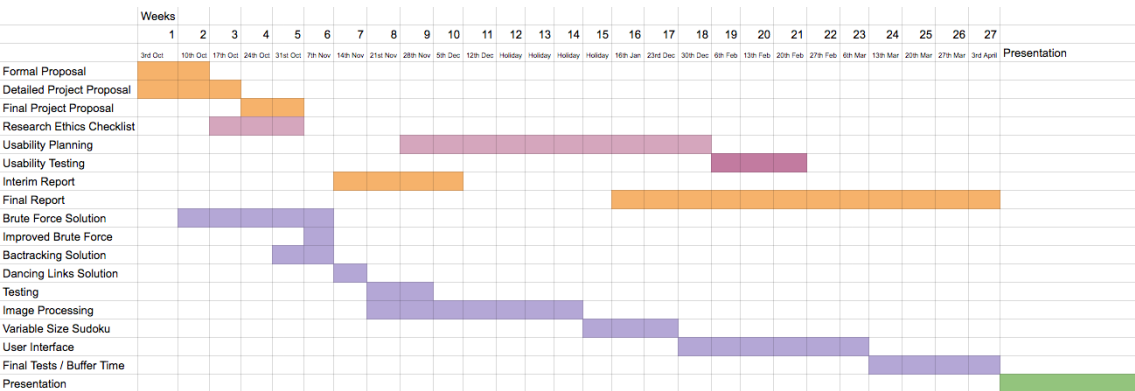 Weeks
1 2 3 4 5 6 7 8 9 10 11 12 13 14 15 16 17 18 19 20 21 22 23 24 25 26 27
3rd Oct 10th Oct 17th Oct 24th Oct 31st Oct 7th Nov 14th Nov 21st Nov 28th Nov 5th Dec 12th Dec Holiday Holiday Holiday Holiday 16th Jan 23rd Dec 30th Dec 6th Feb 13th Feb 20th Feb 27th Feb 6th Mar 13th Mar 20th Mar 27th Mar 3rd April Presentation
Formal Proposal
Detailed Project Proposal
Final Project Proposal
Research Ethics Checklist
Usability Planning
Usability Testing
Interim Report
Final Report
Brute Force Solution
Improved Brute Force
Bactracking Solution
Dancing Links Solution
Testing
Image Processing
Variable Size Sudoku
User Interface
Final Tests / Buffer Time
Presentation